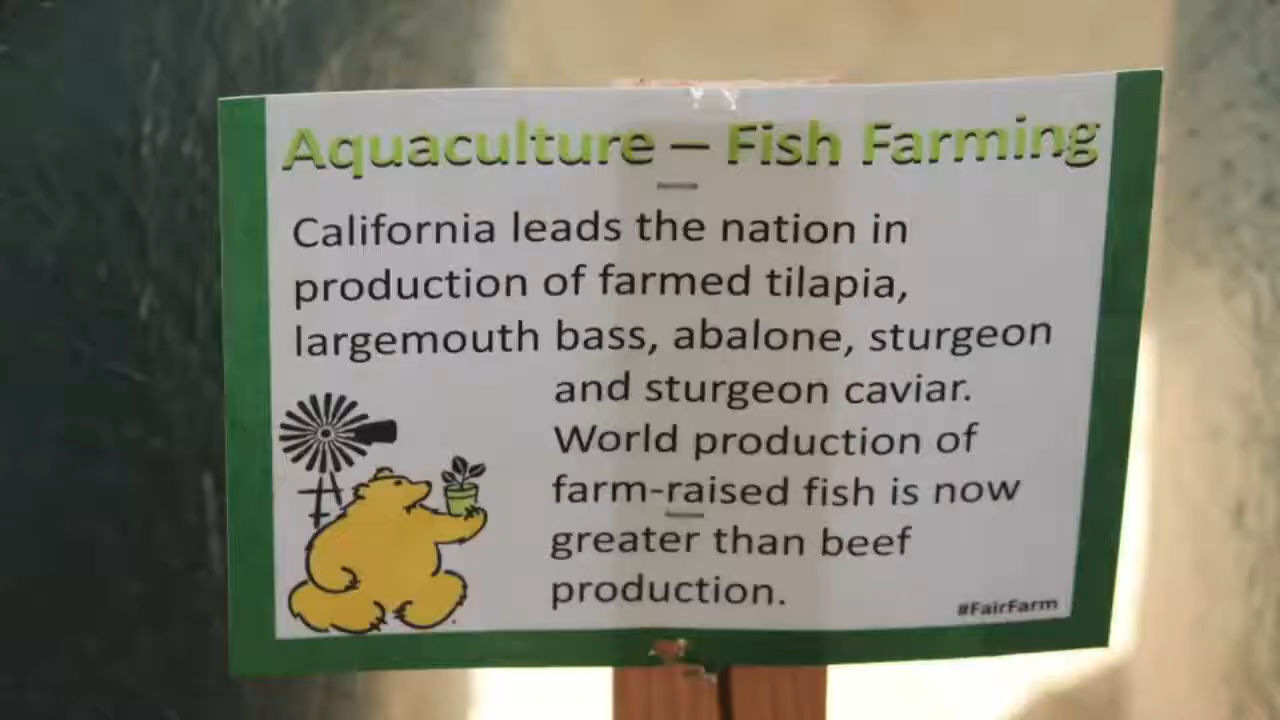 Aquaculture – Fish Farming
California leads the nation in
production of farmed tilapia,
largemouth bass, abalone, sturgeon
and sturgeon caviar.
World production of
farm-raised fish is now
greater than beef
production.
#FairFarm